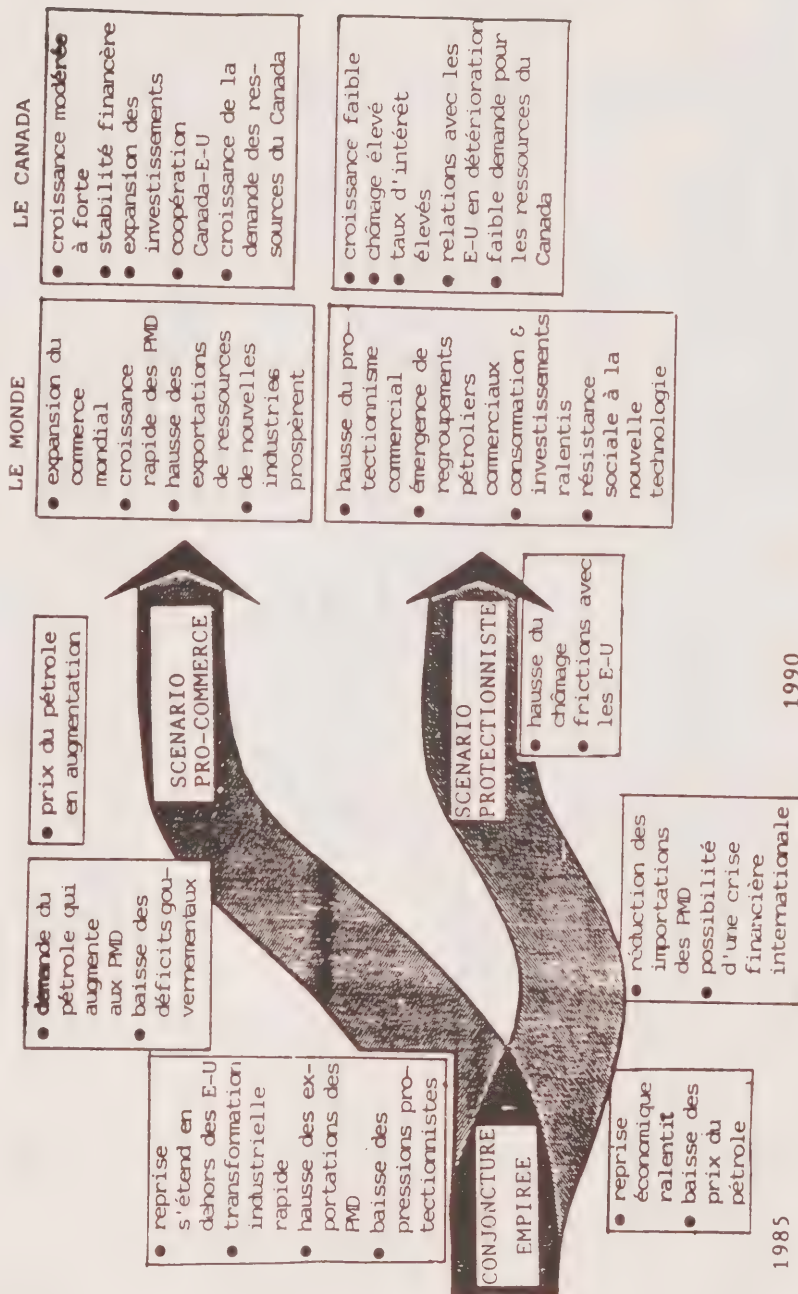 LE MONDE
LE CANADA
• prix du pétrole
en augmentation
• demande du
pétrole qui
augmente
aux PMD
• baisse des
déficits gou-
vernementaux
• reprise
s'étend en
dehors des E-U
• transformation
industrielle
rapide
• hausse des ex-
portations des
PMD
• baisse des
pressions pro-
tectionnistes
SCENARIO
PRO-COMMERCE
• expansion du
commerce
mondial
• croissance
rapide des PMD
• hausse des
exportations
de ressources
• de nouvelles
industries
prospèrent
• croissance modérée
à forte
• stabilité financère
• expansion des
investissements
• coopération
Canada-E-U
• croissance de la
demande des res-
sources du Canada
CONJONCTURE
EMPIREE
SCENARIO
PROTECTIONNISTE
• hausse du pro-
tectionnisme
commercial
• émergence de
regroupements
pétroliers
commerciaux
• consommation &
investissements
ralentis
• résistance
sociale à la
nouvelle
technologie
• croissance faible
• chômage élevé
• taux d'intérêt
élevés
• relations avec les
E-U en détérioration
• faible demande pour
les ressources du
Canada
• reprise
économique
ralentit
• baisse des
prix du
pétrole
• réduction des
importations
des PMD
• possibilité
d'une crise
financière
internationale
• hausse du
chômage
• frictions avec
les E-U
1985
1990